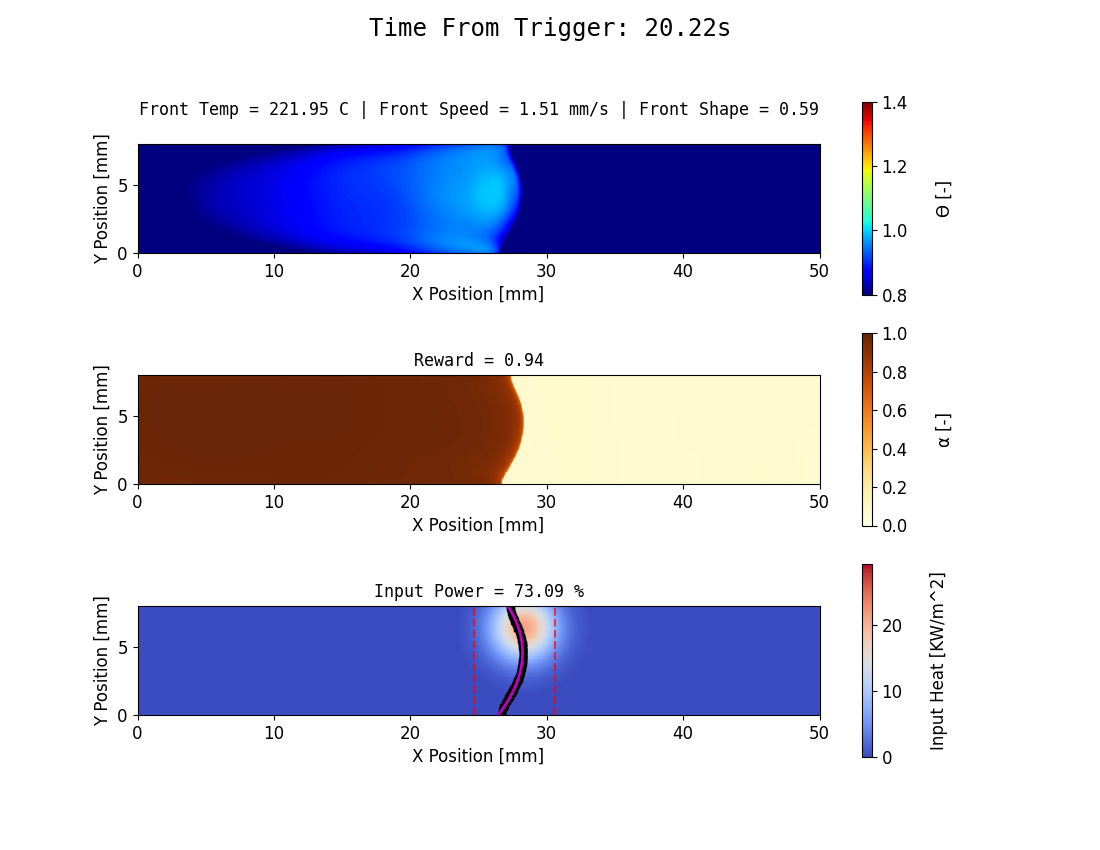 Time From Trigger: 20.22s
Front Temp = 221.95 C | Front Speed = 1.51 mm/s | Front Shape = 0.59
Y Position [mm]
5
0
0 10 20 30 40 50
X Position [mm]
1.4
1.2
1.0
0.8
Θ [-]
Reward = 0.94
Y Position [mm]
5
0
0 10 20 30 40 50
X Position [mm]
1.0
0.8
0.6
0.4
0.2
0.0
α [-]
Input Power = 73.09 %
Y Position [mm]
5
0
0 10 20 30 40 50
X Position [mm]
20
10
0
Input Heat [KW/m^2]